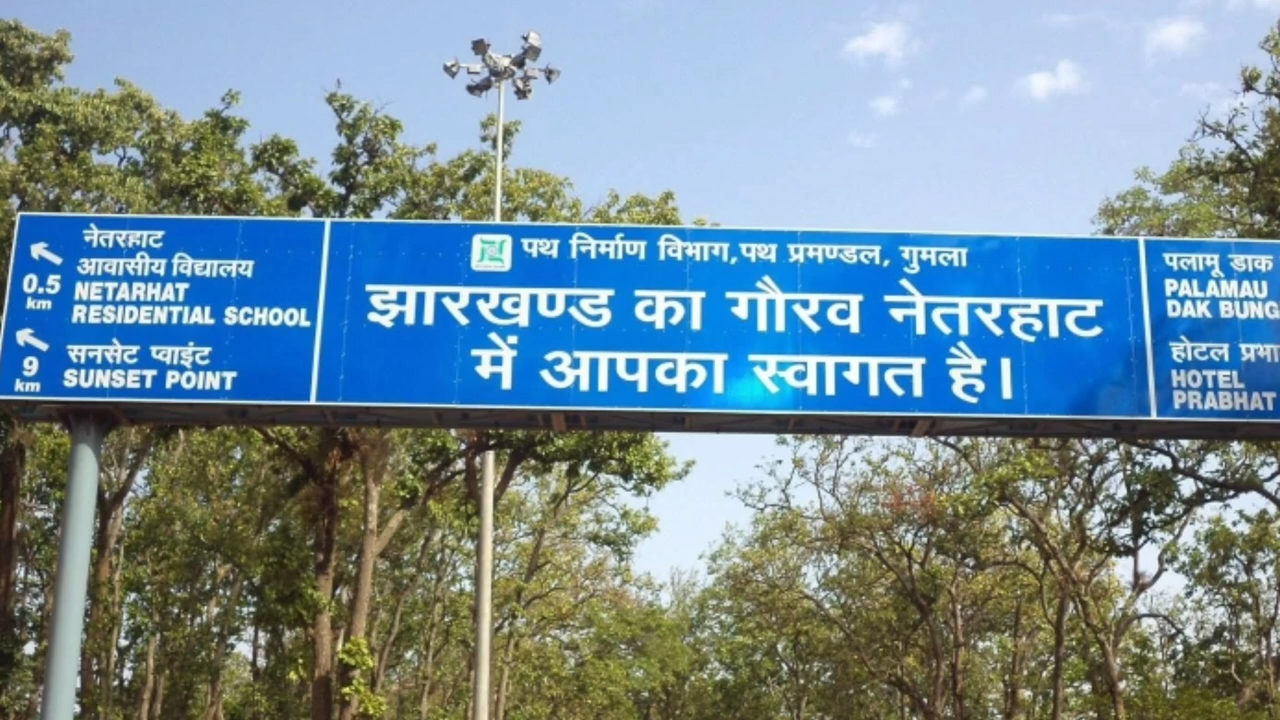 नेतरहाट
आवासीय विद्यालय
0.5
km
NETARHAT
RESIDENTIAL SCHOOL
9
km
सनसेट प्वाइंट
SUNSET POINT
पथ निर्माण विभाग,पथ प्रमण्डल, गुमला
झारखण्ड का गौरव नेतरहाट
में आपका स्वागत है।
पलामू डाक
PALAMAU
DAK BUNG
होटल प्रभा
HOTEL
PRABHAT